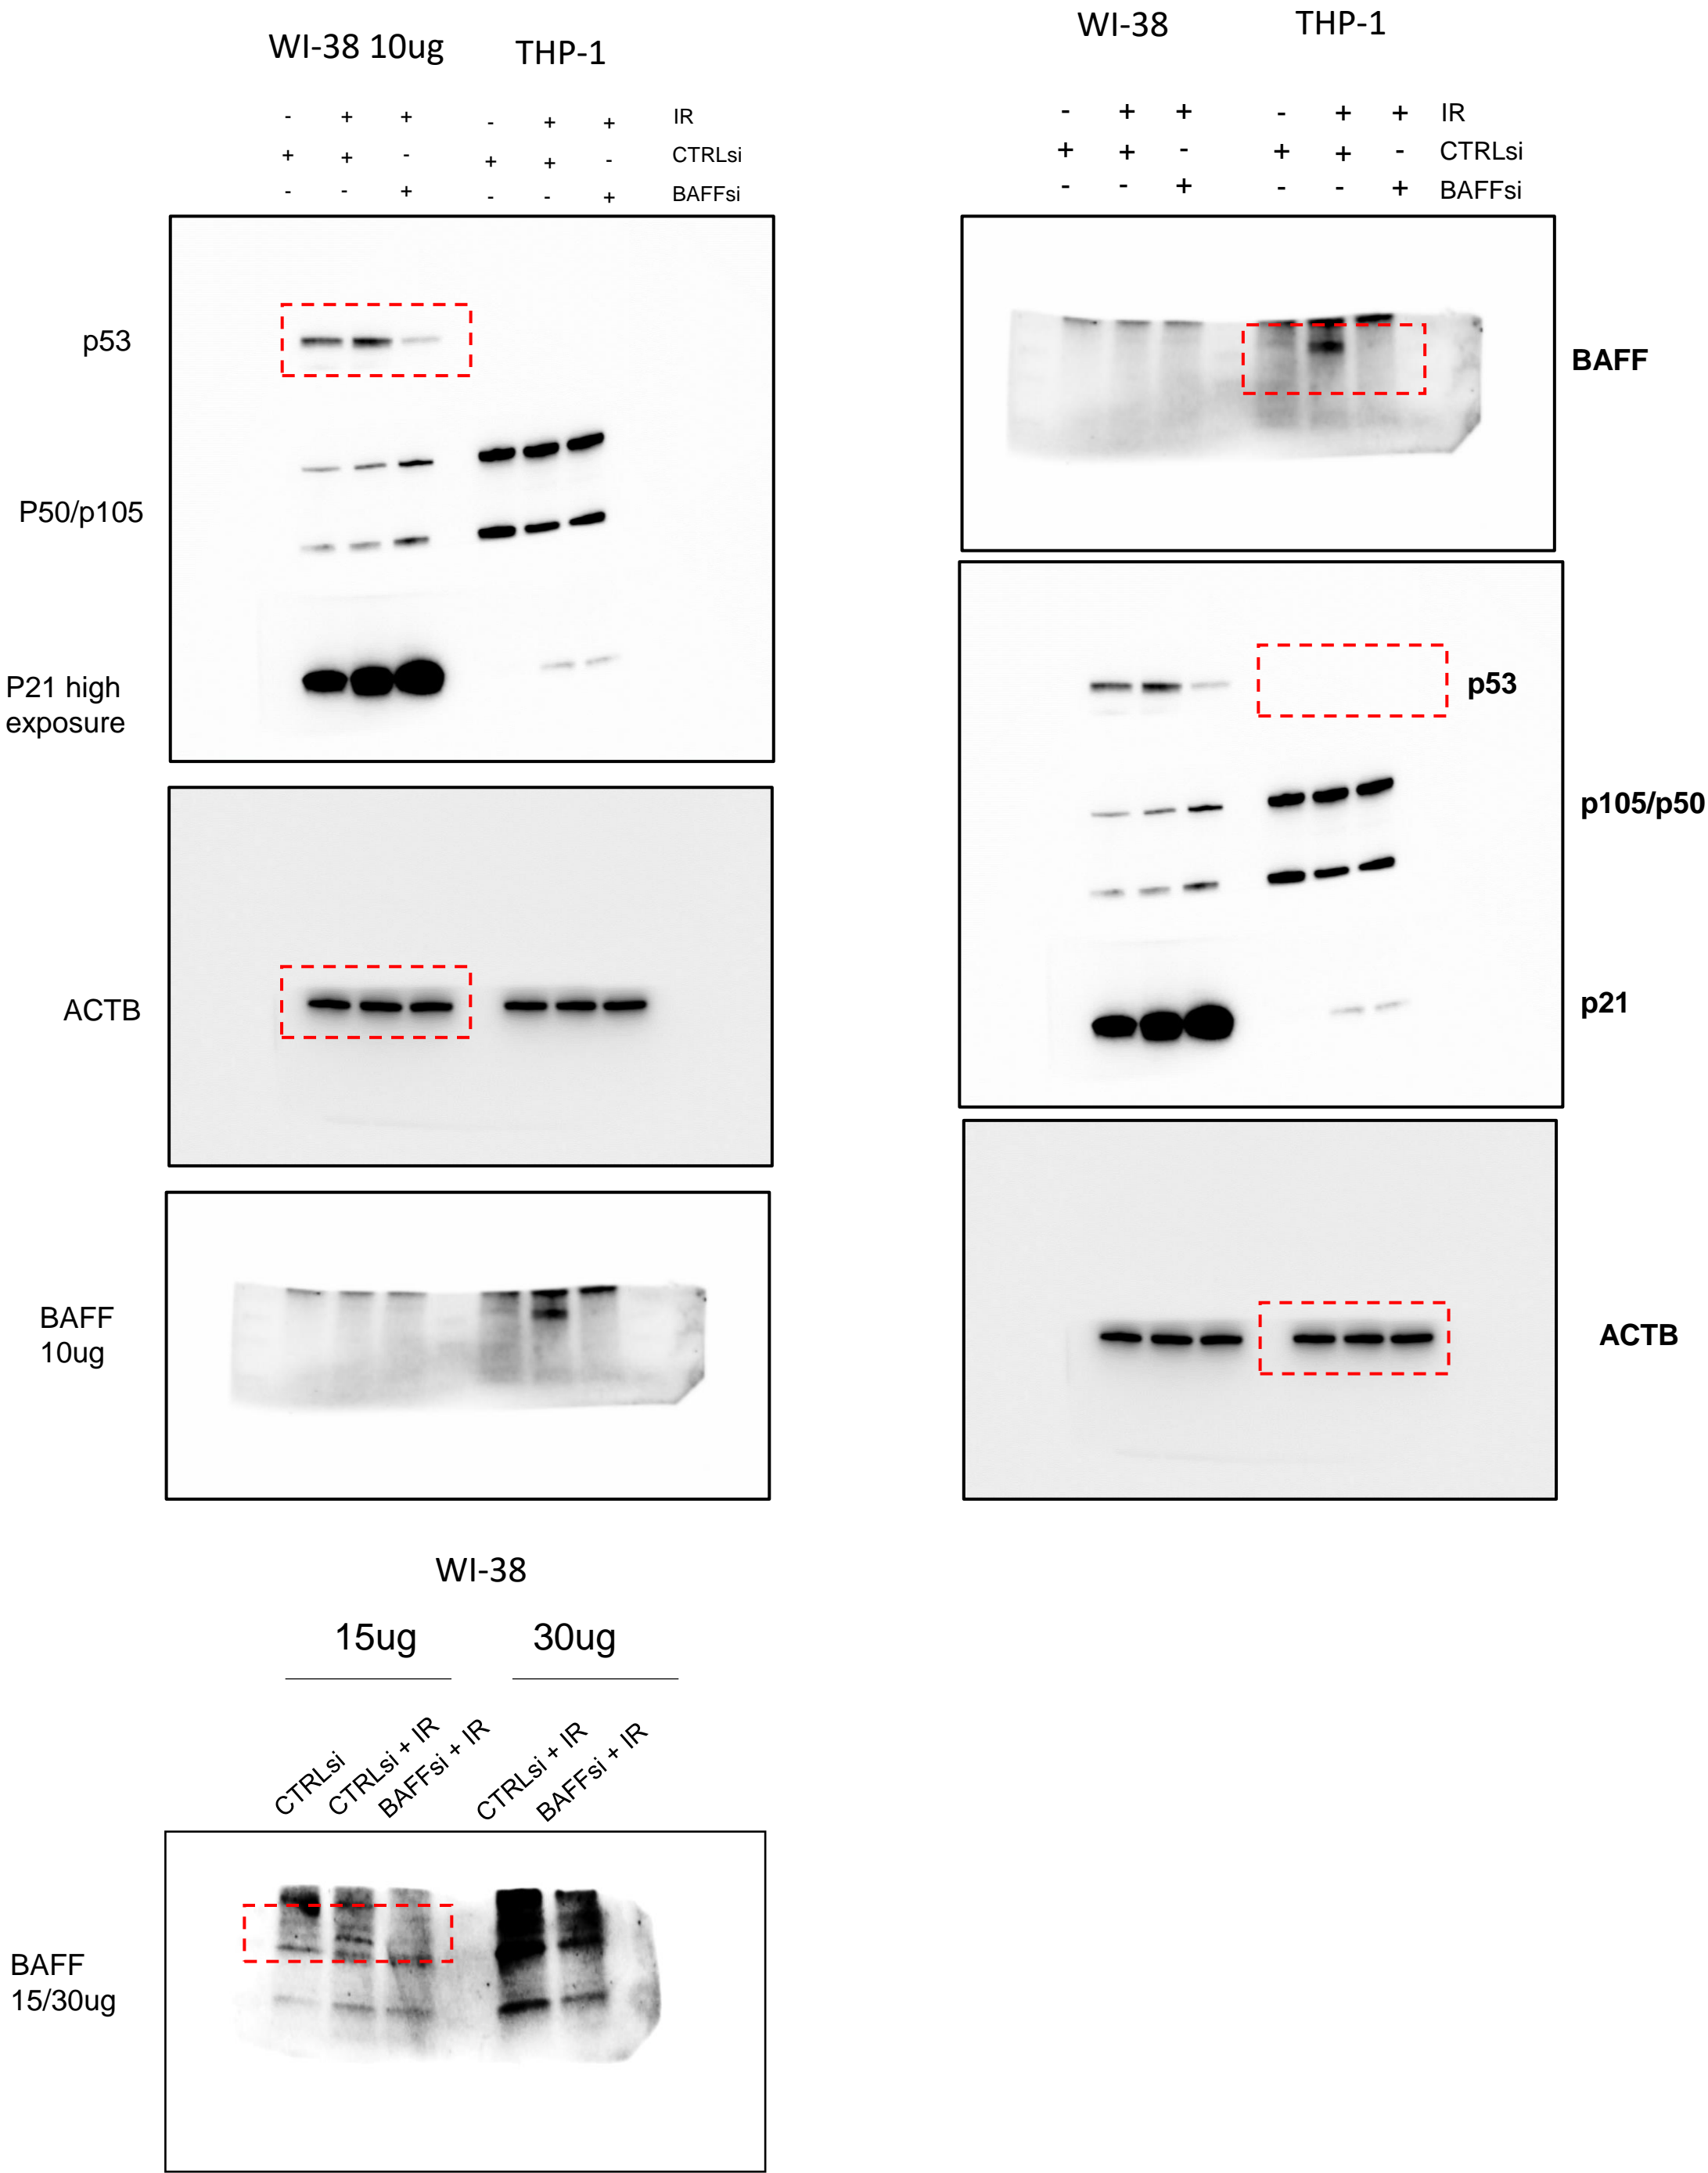 WI-38 10ug THP-1
- + + - + + IR
+ + - + + - CTRLsi
- - + - - + BAFFsi
p53
P50/p105
P21 high
exposure
ACTB
BAFF
10ug
WI-38 THP-1
- + + - + + IR
+ + - + + - CTRLsi
- - + - - + BAFFsi
BAFF
p53
p105/p50
p21
ACTB
WI-38
15ug 30ug
CTRLsi CTRLsi + IR BAFFsi + IR CTRLsi + IR BAFFsi + IR
BAFF
15/30ug